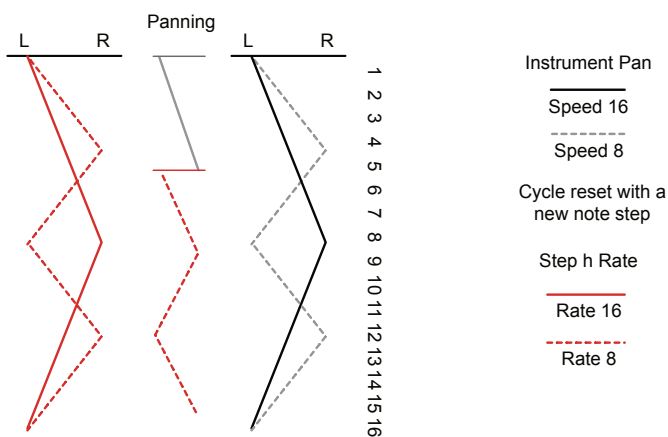 Panning
L R
L R
1
2
3
4
5
6
7
8
9
10
11
12
13
14
15
16
Instrument Pan
Speed 16
Speed 8
Cycle reset with a
new note step
Step h Rate
Rate 16
Rate 8